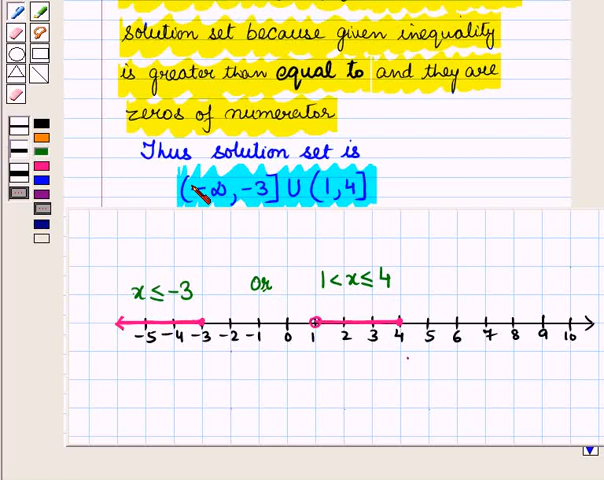 solution set because given inequality
is greater than equal to and they are
zeros of numerator
Thus solution set is
(-∞, -3] U (1, 4]
x ≤ -3 or 1 < x ≤ 4
-5 -4 -3 -2 -1 0 1 2 3 4 5 6 7 8 9 10